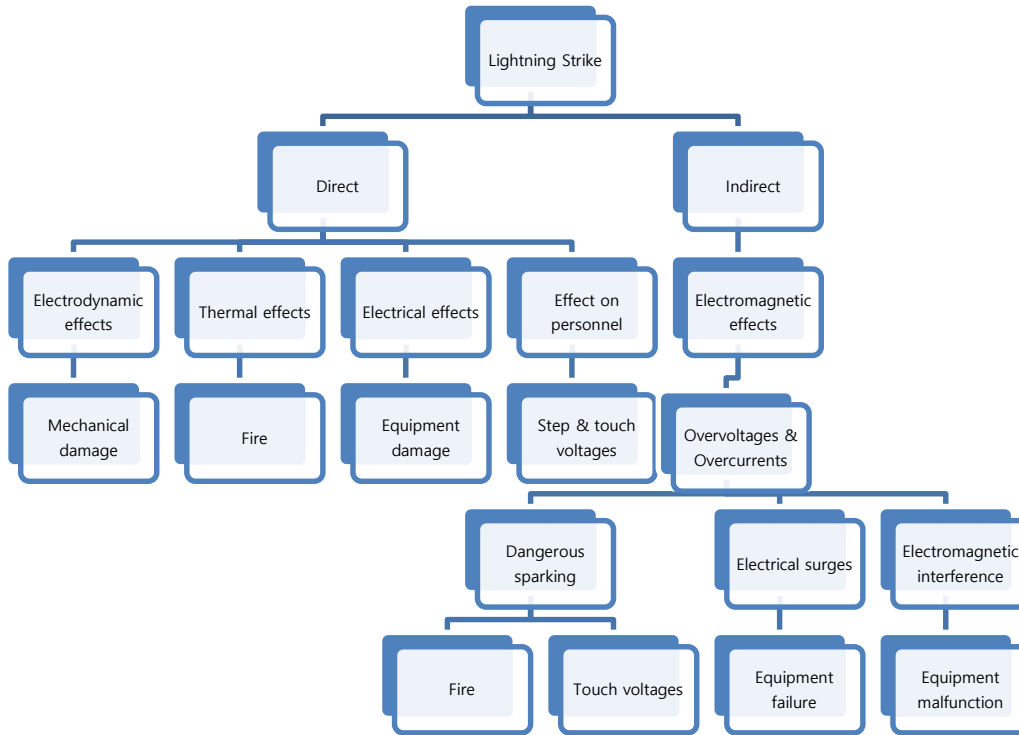 Lightning Strike
Direct
Indirect
Electrodynamic
effects
Thermal effects
Electrical effects
Effect on
personnel
Electromagnetic
effects
Mechanical
damage
Fire
Equipment
damage
Step & touch
voltages
Overvoltages &
Overcurrents
Dangerous
sparking
Electrical surges
Electromagnetic
interference
Fire
Touch voltages
Equipment
failure
Equipment
malfunction